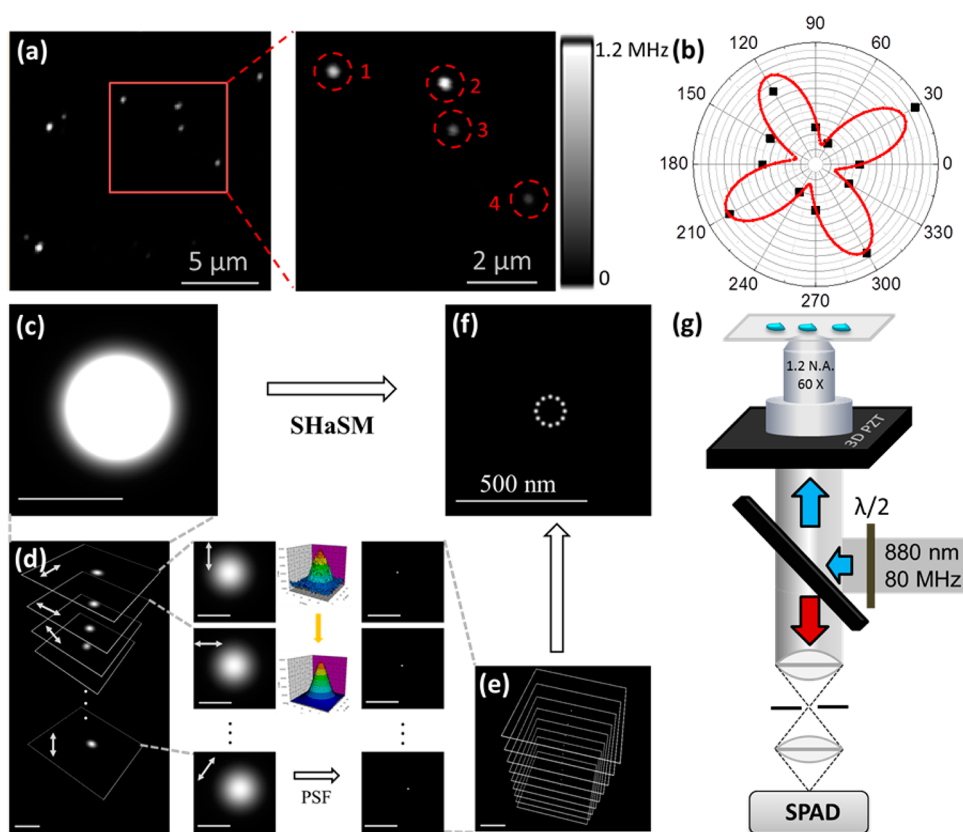 (a)
5 μm
1
2
3
4
2 μm
1.2 MHz
0
(b)
90
120
60
150
30
180
0
210
330
240
300
270
(c)
SHaSM
(f)
500 nm
(g)
1.2 N.A.
60 X
3D PZT
λ/2
880 nm
80 MHz
SPAD
(d)
PSF
(e)